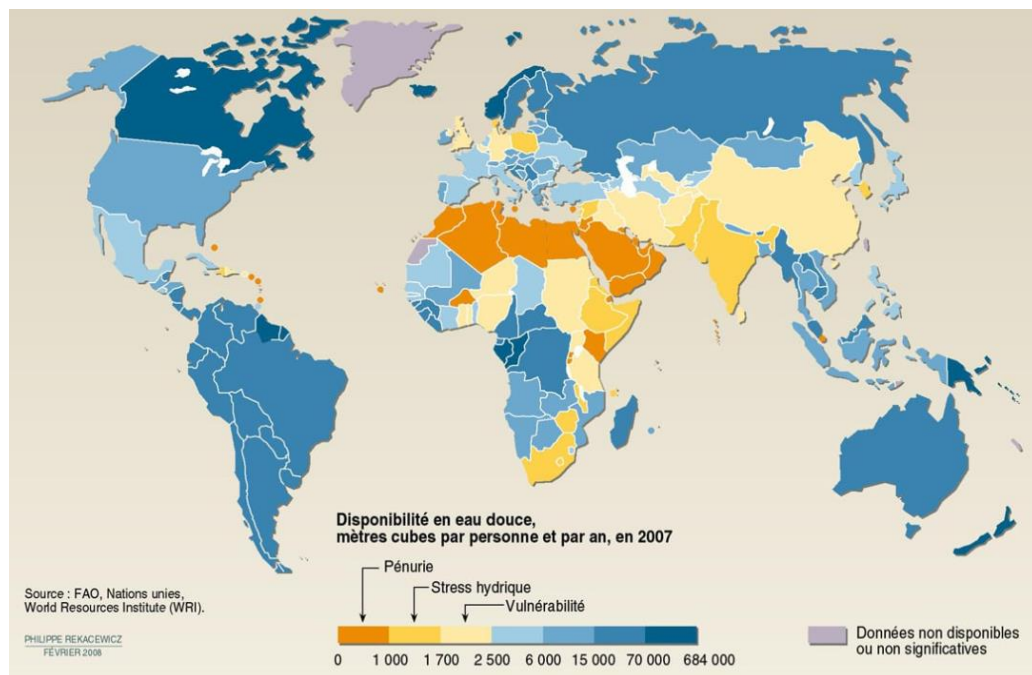 Disponibilité en eau douce,
mètres cubes par personne et par an, en 2007
Pénurie
Stress hydrique
Vulnérabilité
0 1 000 1 700 2 500 6 000 15 000 70 000 684 000
Source : FAO, Nations unies,
World Resources Institute (WRI).
PHILIPPE REKACEWICZ
FÉVRIER 2008
Données non disponibles
ou non significatives